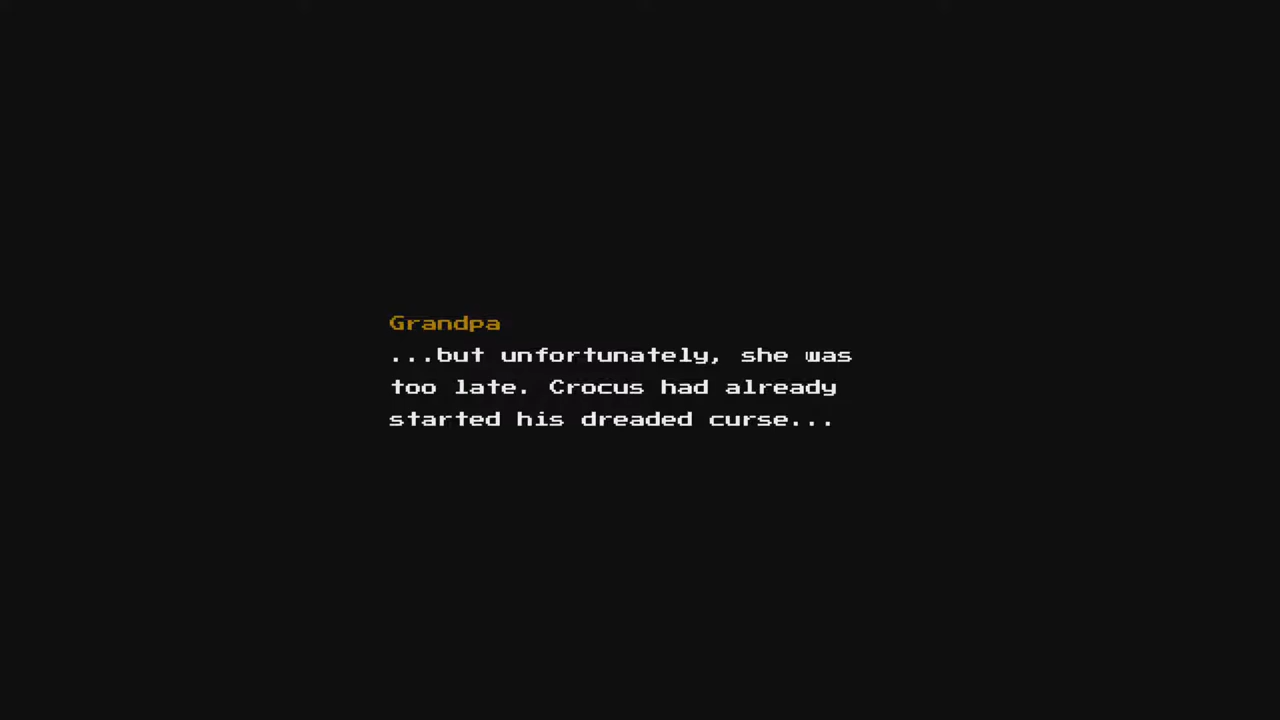 Grandpa
...but unfortunately, she was
too late. Crocus had already
started his dreaded curse...